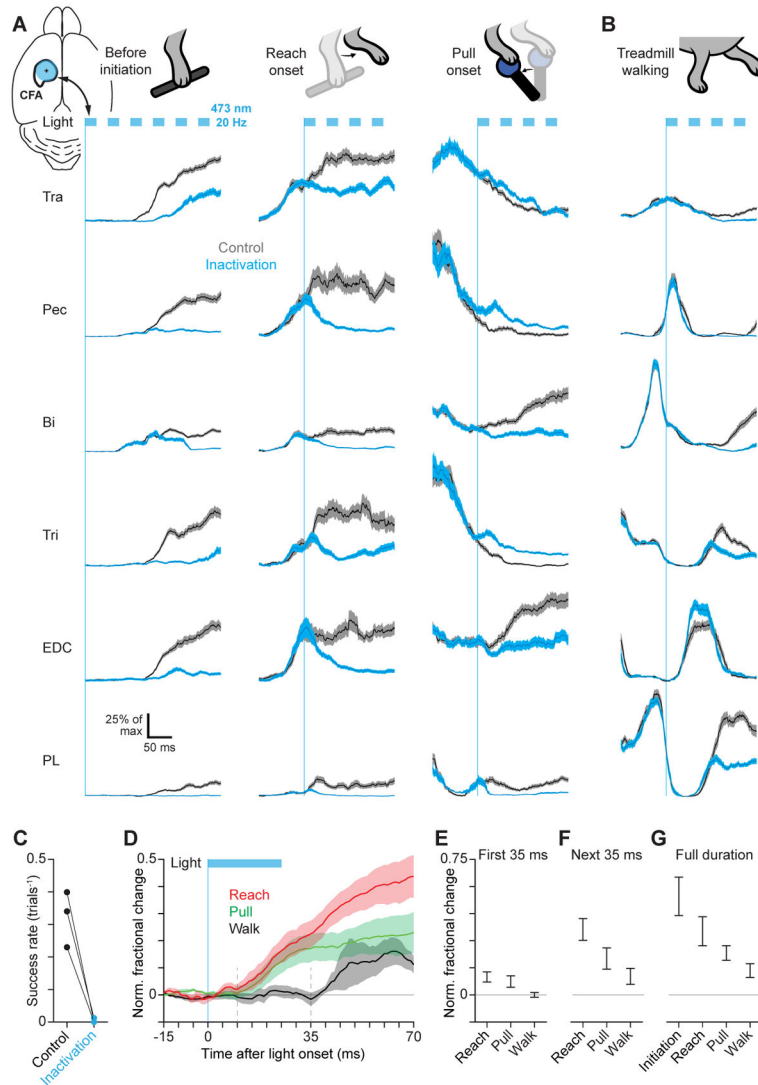 A
B
Before
initiation
Reach
onset
Pull
onset
Treadmill
walking
CFA
473 nm
Light
20 Hz
Tra
Control
Inactivation
Pec
Bi
Tri
EDC
25% of
max
50 ms
PL
C
D
E
F
G
0.5
Success rate (trials⁻¹)
0
Control
Inactivation
0.5
Norm. fractional change
0
Light
Reach
Pull
Walk
-15
0
35
70
Time after light onset (ms)
First 35 ms
Next 35 ms
Full duration
0.75
Norm. fractional change
0
Reach
Pull
Walk
Reach
Pull
Walk
Initiation
Reach
Pull
Walk